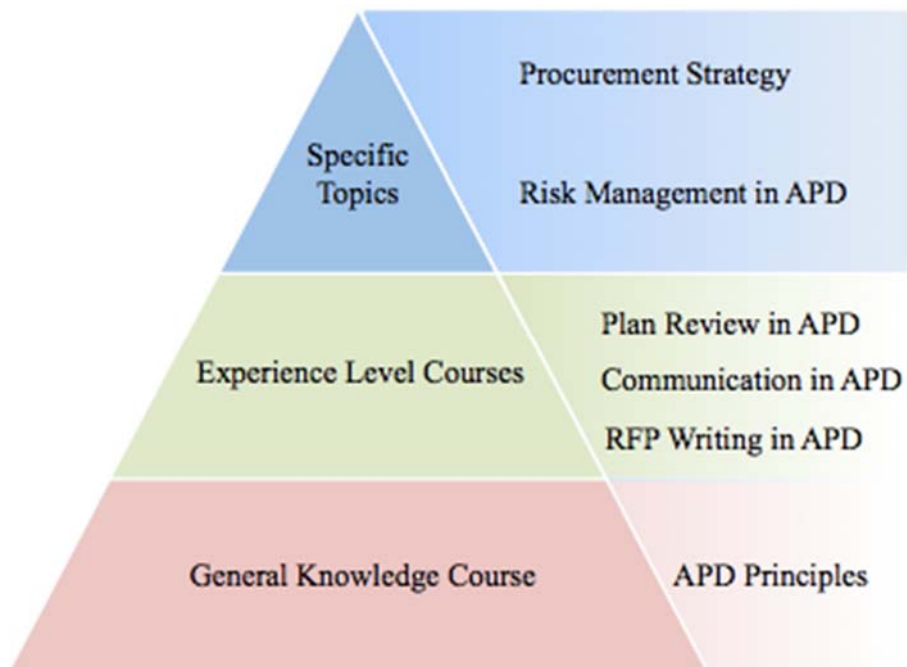 Procurement Strategy
Specific
Topics
Risk Management in APD
Plan Review in APD
Experience Level Courses
Communication in APD
RFP Writing in APD
General Knowledge Course
APD Principles